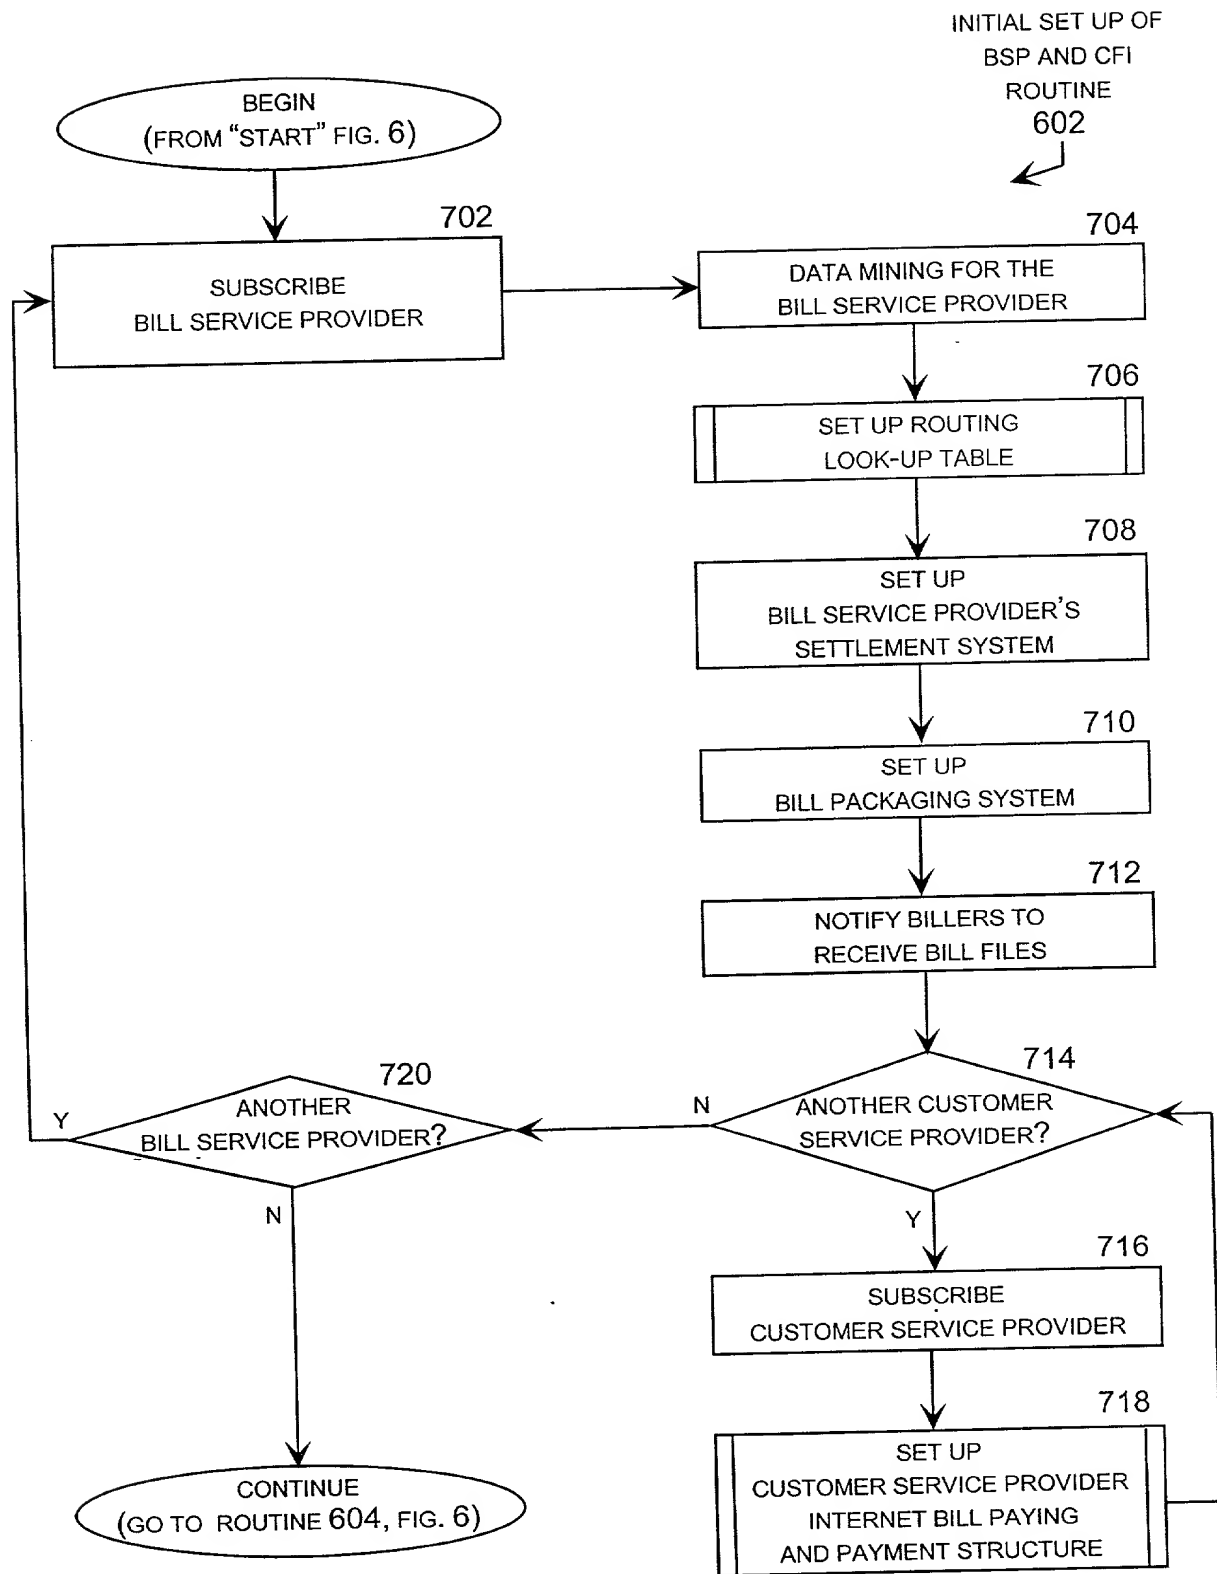 INITIAL SET UP OF
BSP AND CFI
ROUTINE
602
BEGIN
(FROM "START" FIG. 6)
702
SUBSCRIBE
BILL SERVICE PROVIDER
704
DATA MINING FOR THE
BILL SERVICE PROVIDER
706
SET UP ROUTING
LOOK-UP TABLE
708
SET UP
BILL SERVICE PROVIDER'S
SETTLEMENT SYSTEM
710
SET UP
BILL PACKAGING SYSTEM
712
NOTIFY BILLERS TO
RECEIVE BILL FILES
714
ANOTHER CUSTOMER
SERVICE PROVIDER?
N
Y
720
ANOTHER
BILL SERVICE PROVIDER?
Y
N
716
SUBSCRIBE
CUSTOMER SERVICE PROVIDER
718
SET UP
CUSTOMER SERVICE PROVIDER
INTERNET BILL PAYING
AND PAYMENT STRUCTURE
CONTINUE
(GO TO ROUTINE 604, FIG. 6)